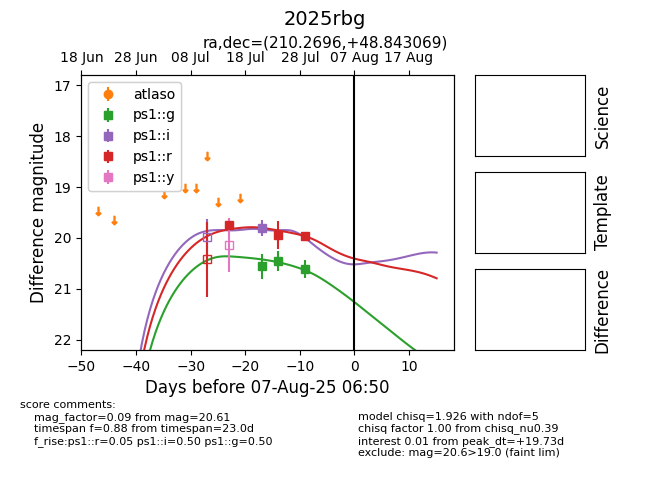 2025rbg
ra,dec=(210.2696,+48.843069)
18 Jun 28 Jun 08 Jul 18 Jul 28 Jul 07 Aug 17 Aug
17
18
19
20
21
22
Difference magnitude
atlaso
ps1::g
ps1::i
ps1::r
ps1::y
−50 −40 −30 −20 −10 0 10
Days before 07-Aug-25 06:50
Science
Template
Difference
score comments:
mag_factor=0.09 from mag=20.61
timespan f=0.88 from timespan=23.0d
f_rise:ps1::r=0.05 ps1::i=0.50 ps1::g=0.50
model chisq=1.926 with ndof=5
chisq factor 1.00 from chisq_nu0.39
interest 0.01 from peak_dt=+19.73d
exclude: mag=20.6>19.0 (faint lim)